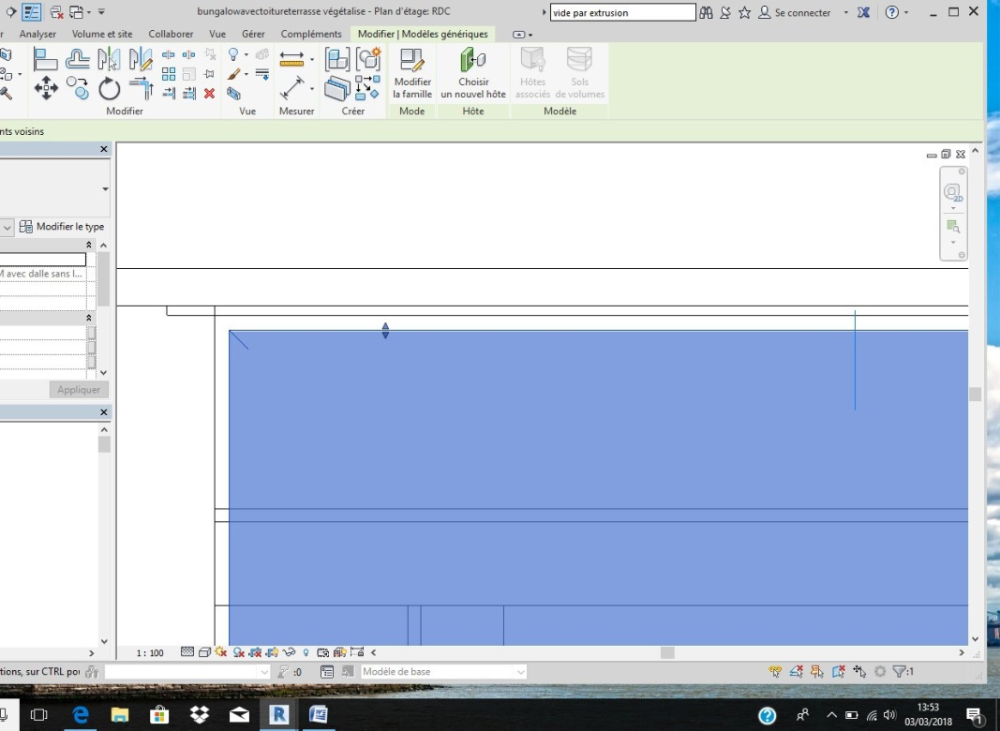 bungalowavectoitureterrasse végétalise - Plan d'étage: RDC
vide par extrusion
Se connecter
r Analyser Volume et site Collaborer Vue Gérer Compléments Modifier | Modèles génériques
Modifier la famille
Choisir un nouvel hôte
Hôtes associés
Sols de volumes
Modifier Vue Mesurer Créer Mode Hôte Modèle
nts voisins
2D
Modifier le type
M avec dalle sans l...
Appliquer
1 : 100
tions, sur CTRL po
:0
Modèle de base
:1
13:53
03/03/2018
1